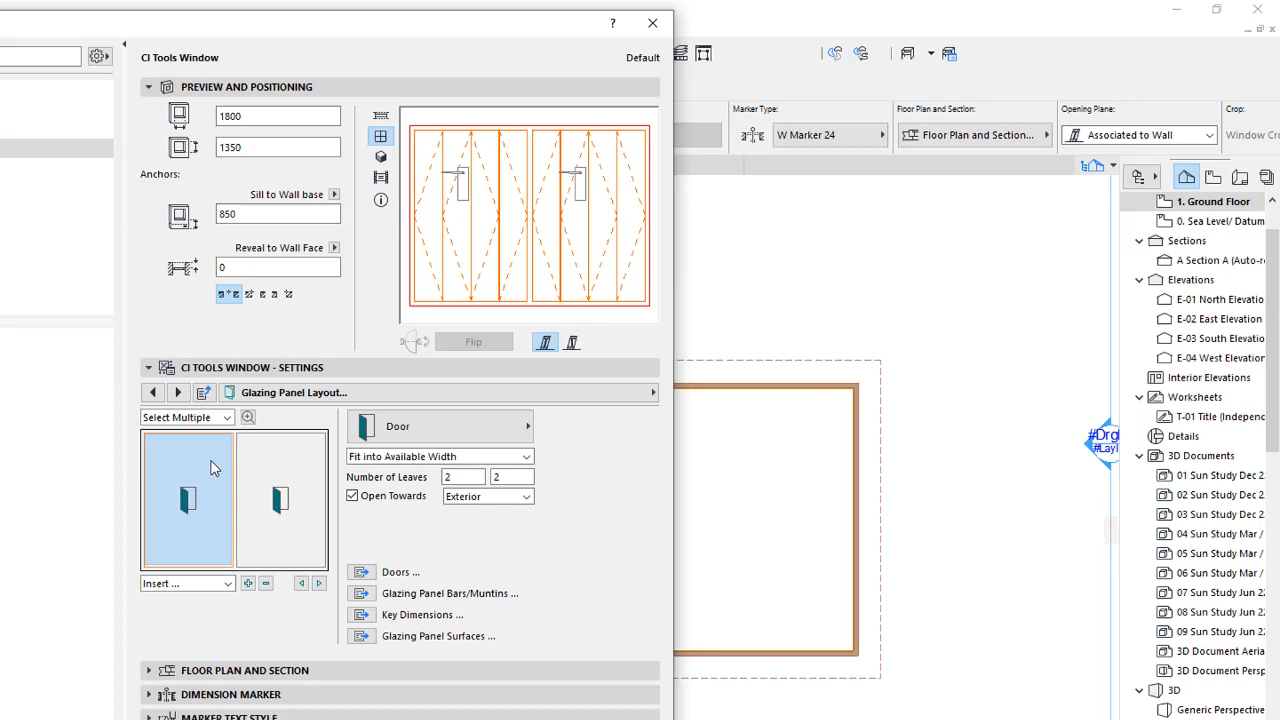 CI Tools Window
Default
PREVIEW AND POSITIONING
1800
1350
Anchors:
Sill to Wall base
850
Reveal to Wall Face
0
Flip
CI TOOLS WINDOW - SETTINGS
Glazing Panel Layout...
Select Multiple
Door
Fit into Available Width
Number of Leaves
2
2
Open Towards
Exterior
Insert ...
Doors ...
Glazing Panel Bars/Muntins ...
Key Dimensions ...
Glazing Panel Surfaces ...
FLOOR PLAN AND SECTION
DIMENSION MARKER
MARKER TEXT STYLE
Marker Type:
W Marker 24
Floor Plan and Section:
Floor Plan and Section...
Opening Plane:
Associated to Wall
Crop:
Window Cro
#Drg
#Layl
1. Ground Floor
0. Sea Level/ Datum
Sections
A Section A (Auto-r
Elevations
E-01 North Elevatio
E-02 East Elevation
E-03 South Elevatio
E-04 West Elevation
Interior Elevations
Worksheets
T-01 Title (Indepenc
Details
3D Documents
01 Sun Study Dec 2
02 Sun Study Dec 2
03 Sun Study Dec 2
04 Sun Study Mar /
05 Sun Study Mar /
06 Sun Study Mar /
07 Sun Study Jun 22
08 Sun Study Jun 22
09 Sun Study Jun 22
3D Document Aeria
3D Document Persp
3D
Generic Perspective